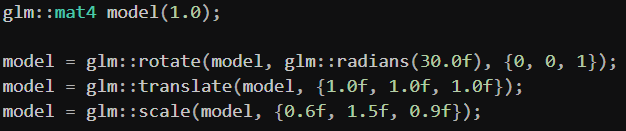 glm::mat4 model(1.0);
model = glm::rotate(model, glm::radians(30.0f), {0, 0, 1});
model = glm::translate(model, {1.0f, 1.0f, 1.0f});
model = glm::scale(model, {0.6f, 1.5f, 0.9f});